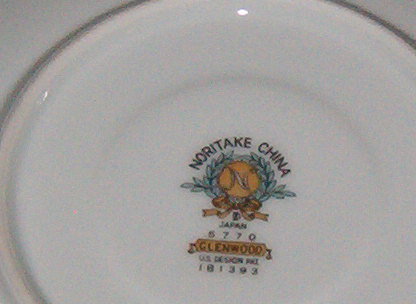 NORITAKE CHINA
N
JAPAN
5770
GLENWOOD
U.S. DESIGN PAT.
181393